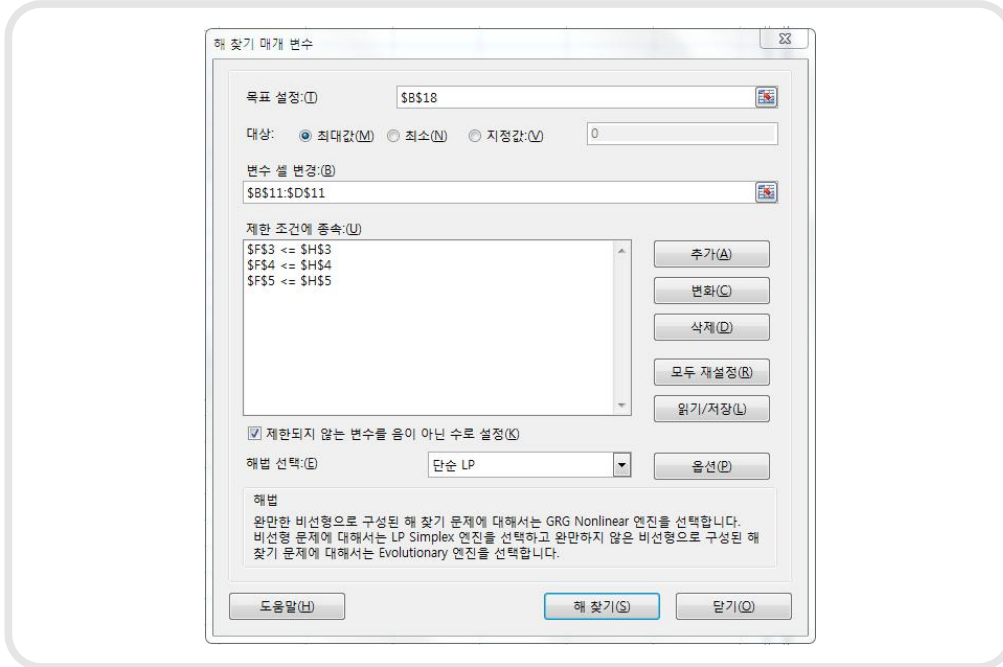 해 찾기 매개 변수
목표 설정:(T) $B$18
대상: 최대값(M) 최소(N) 지정값:(V) 0
변수 셀 변경:(B)
$B$11:$D$11
제한 조건에 종속:(U)
$F$3 <= $H$3
$F$4 <= $H$4
$F$5 <= $H$5
추가(A)
변화(C)
삭제(D)
모두 재설정(R)
읽기/저장(L)
제한되지 않는 변수를 음이 아닌 수로 설정(K)
해법 선택:(E) 단순 LP 옵션(P)
해법
완만한 비선형으로 구성된 해 찾기 문제에 대해서는 GRG Nonlinear 엔진을 선택합니다.
비선형 문제에 대해서는 LP Simplex 엔진을 선택하고 완만하지 않은 비선형으로 구성된 해
찾기 문제에 대해서는 Evolutionary 엔진을 선택합니다.
도움말(H) 해 찾기(S) 닫기(O)